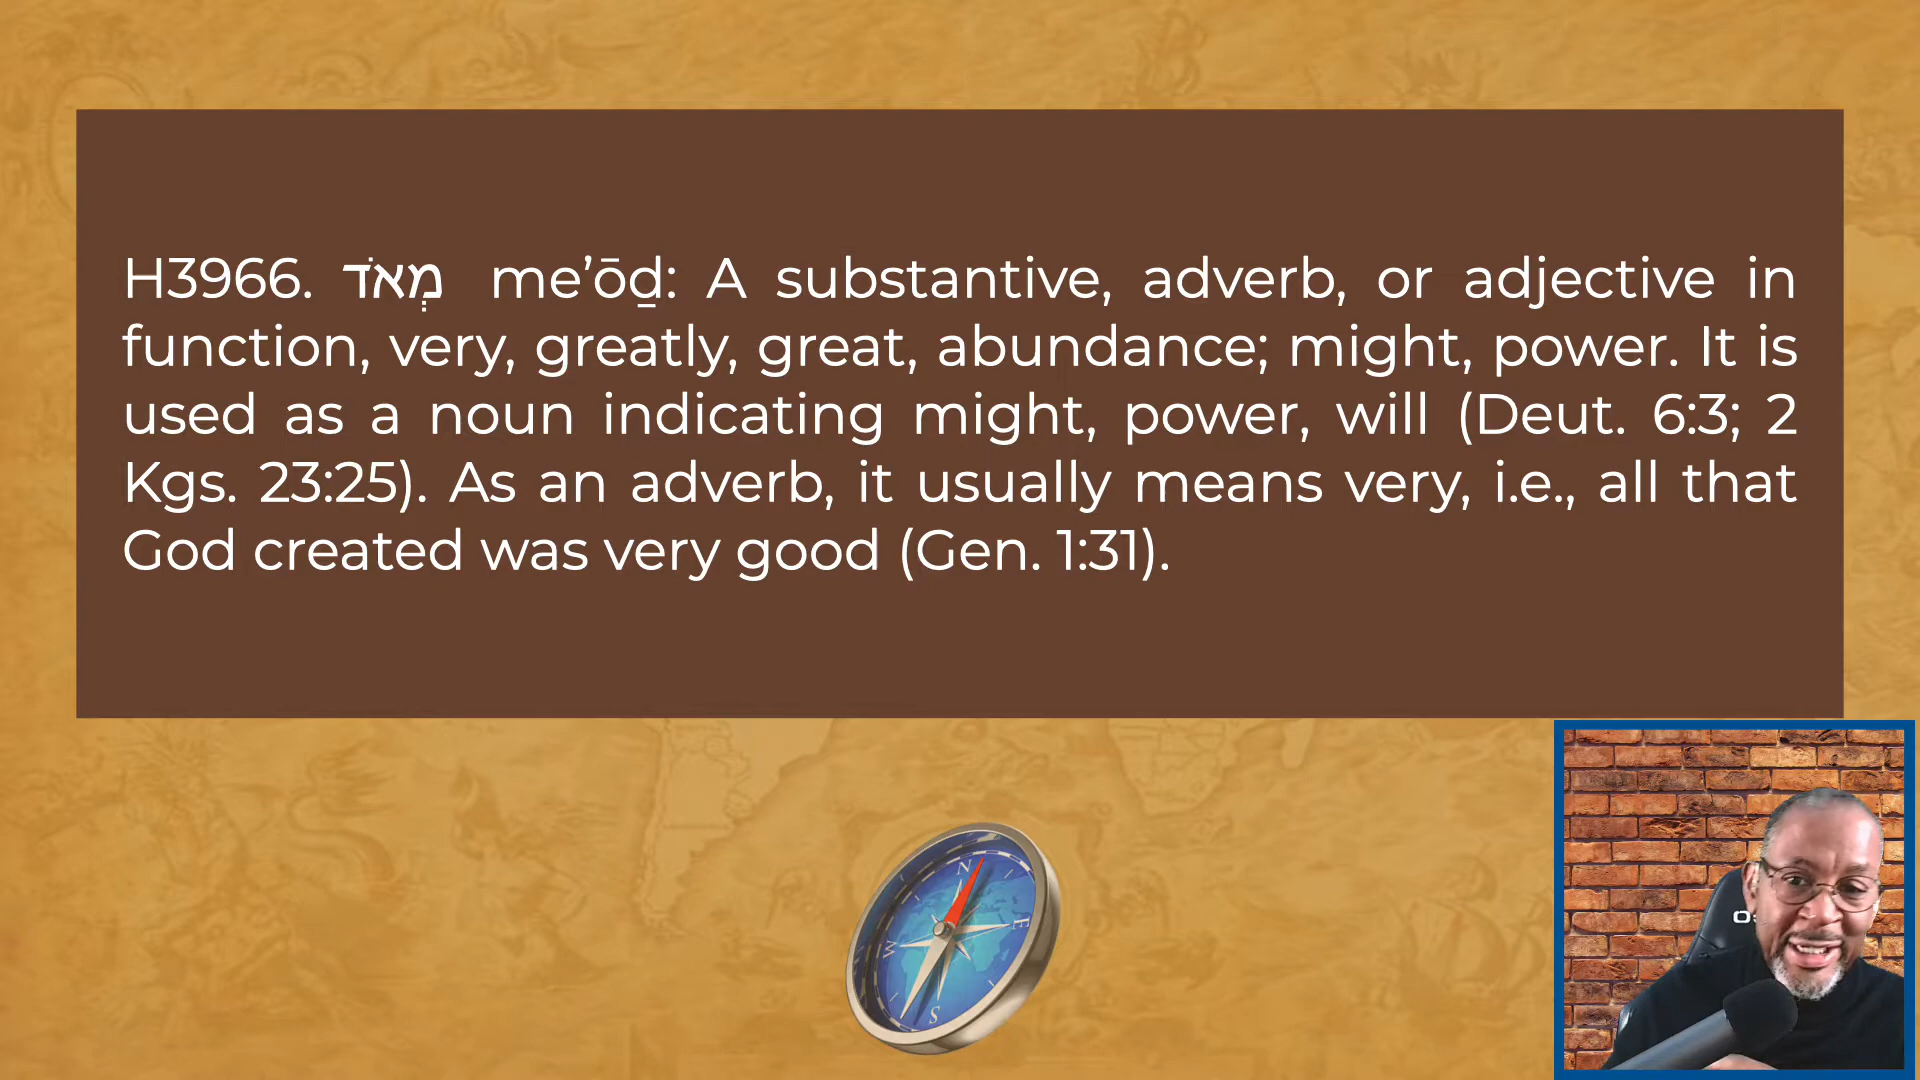 H3966. מְאֹד me’ōḏ: A substantive, adverb, or adjective in
function, very, greatly, great, abundance; might, power. It is
used as a noun indicating might, power, will (Deut. 6:3; 2
Kgs. 23:25). As an adverb, it usually means very, i.e., all that
God created was very good (Gen. 1:31).
N
E
W
S